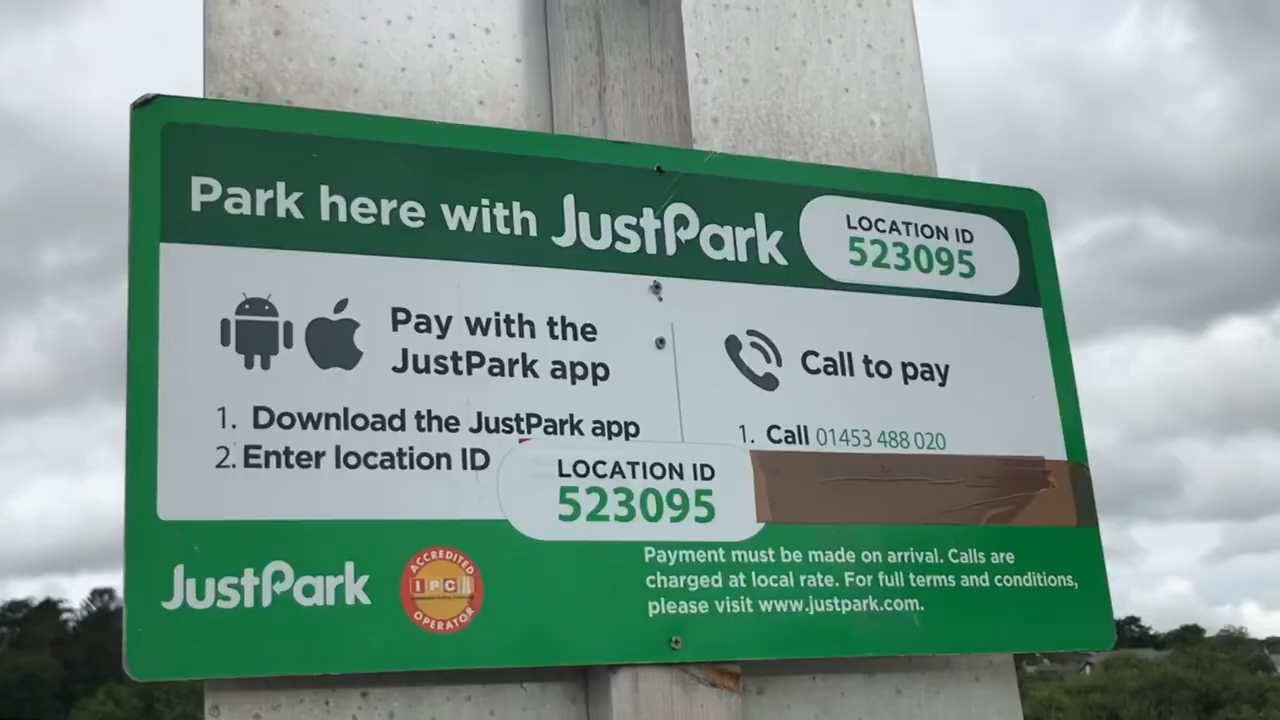 Park here with JustPark
LOCATION ID
523095
Pay with the
JustPark app
1. Download the JustPark app
2. Enter location ID
Call to pay
1. Call 01453 488 020
LOCATION ID
523095
JustPark
ACCREDITED
IPC
OPERATOR
Payment must be made on arrival. Calls are
charged at local rate. For full terms and conditions,
please visit www.justpark.com.